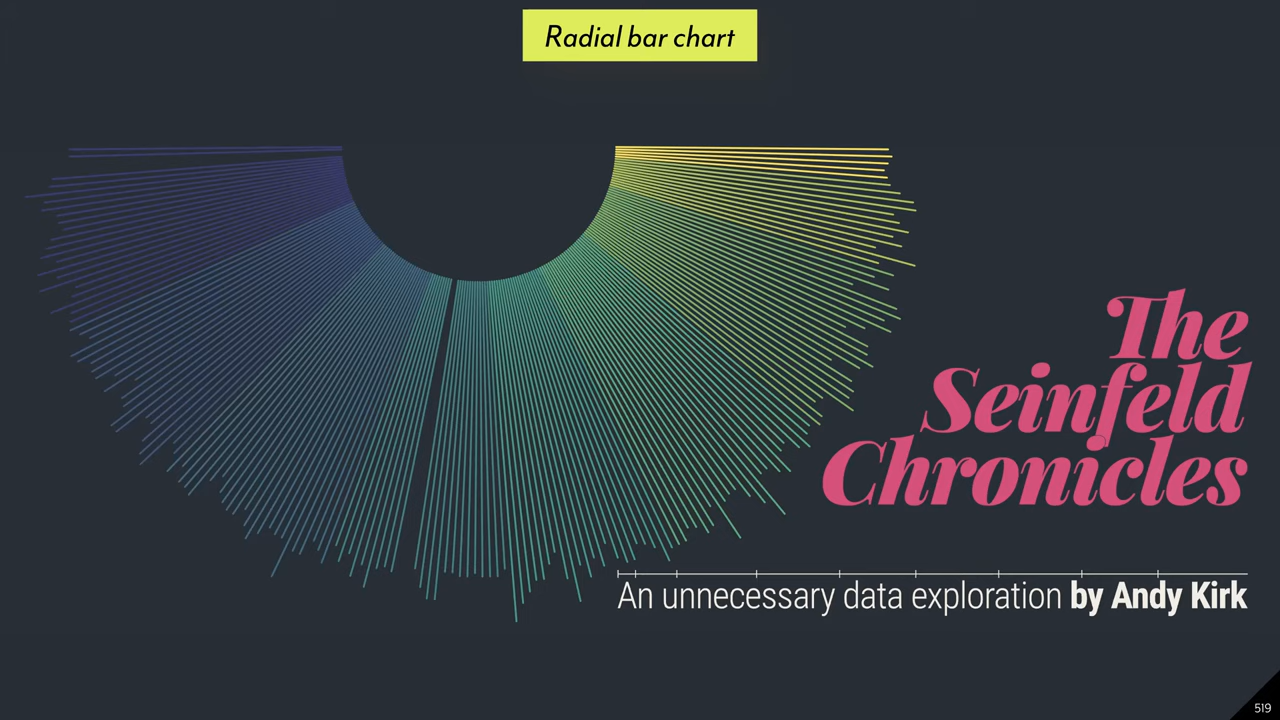 Radial bar chart
The
Seinfeld
Chronicles
An unnecessary data exploration by Andy Kirk
519